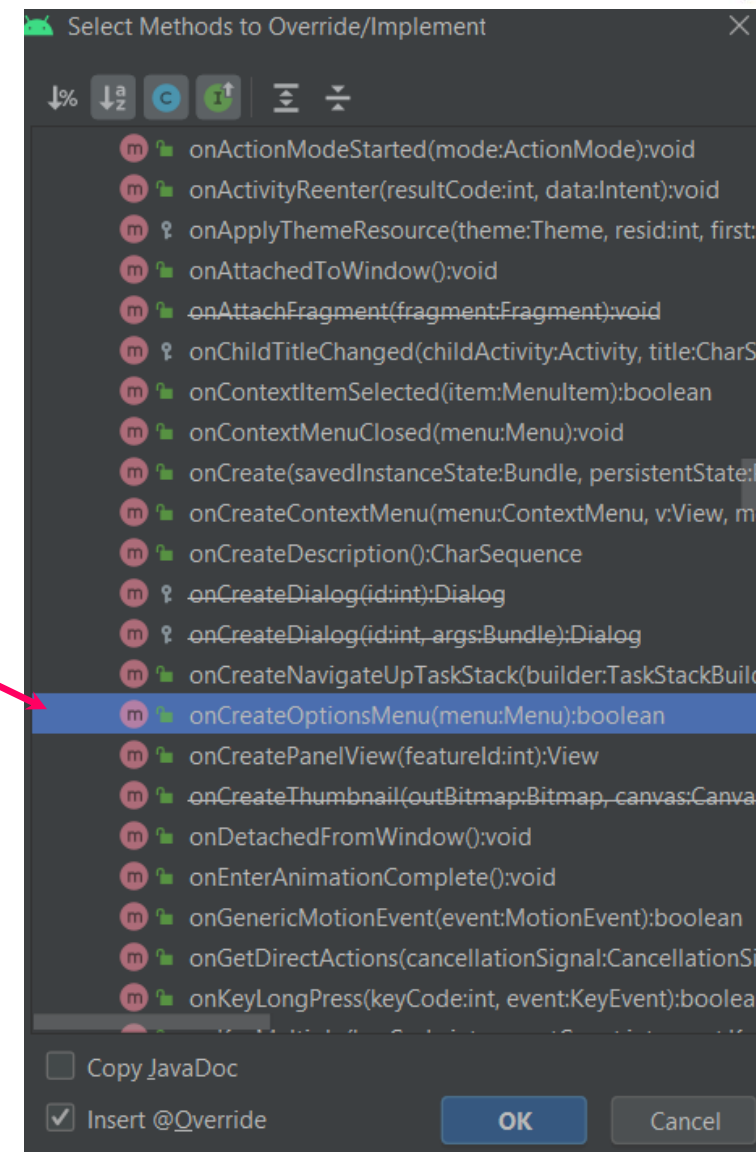 Select Methods to Override/Implement
onActionModeStarted(mode:ActionMode):void
onActivityReenter(resultCode:int, data:Intent):void
onApplyThemeResource(theme:Theme, resid:int, first:
onAttachedToWindow():void
onAttachFragment(fragment:Fragment):void
onChildTitleChanged(childActivity:Activity, title:CharS
onContextItemSelected(item:MenuItem):boolean
onContextMenuClosed(menu:Menu):void
onCreate(savedInstanceState:Bundle, persistentState:
onCreateContextMenu(menu:ContextMenu, v:View, m
onCreateDescription():CharSequence
onCreateDialog(id:int):Dialog
onCreateDialog(id:int, args:Bundle):Dialog
onCreateNavigateUpTaskStack(builder:TaskStackBuil
onCreateOptionsMenu(menu:Menu):boolean
onCreatePanelView(featureId:int):View
onCreateThumbnail(outBitmap:Bitmap, canvas:Canva
onDetachedFromWindow():void
onEnterAnimationComplete():void
onGenericMotionEvent(event:MotionEvent):boolean
onGetDirectActions(cancellationSignal:CancellationSi
onKeyLongPress(keyCode:int, event:KeyEvent):boolea
Copy JavaDoc
Insert @Override
OK Cancel